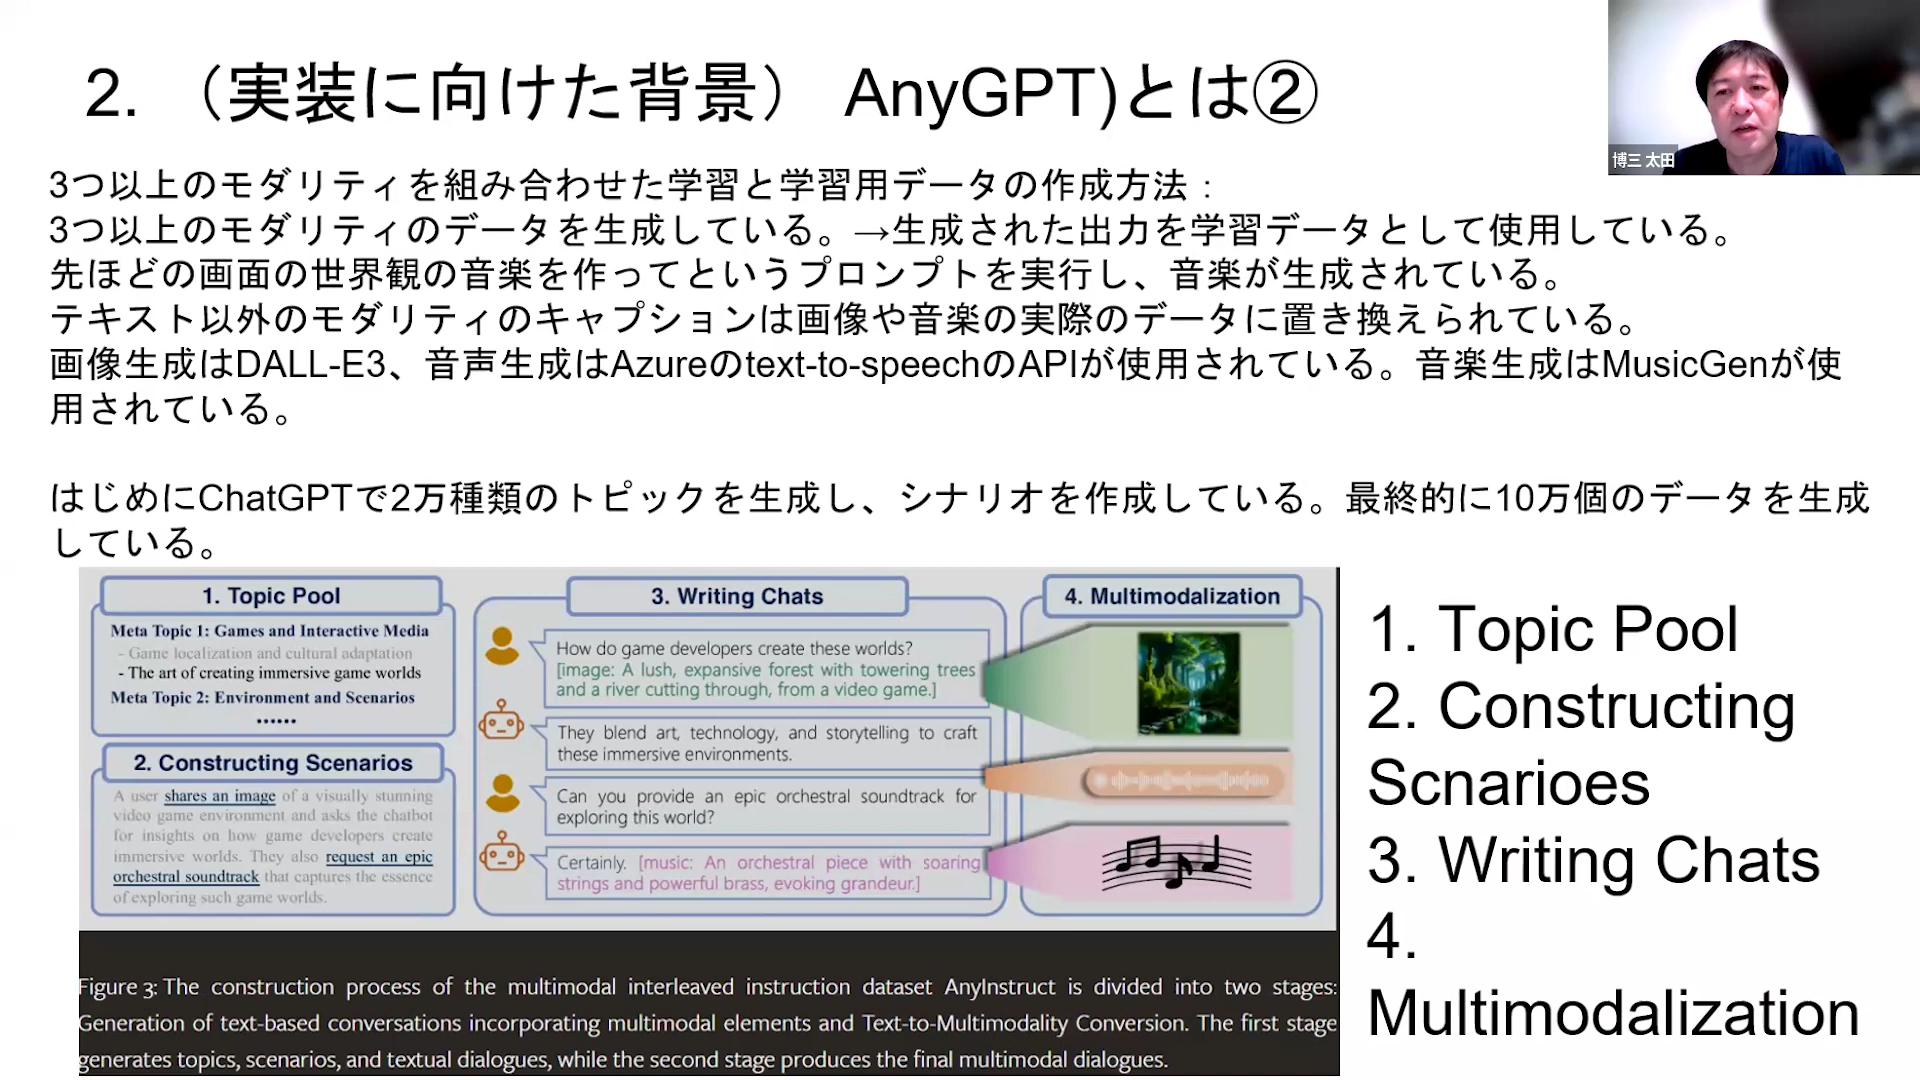 2. （実装に向けた背景） AnyGPT)とは②
博三 太田
3つ以上のモダリティを組み合わせた学習と学習用データの作成方法：
3つ以上のモダリティのデータを生成している。→生成された出力を学習データとして使用している。
先ほどの画面の世界観の音楽を作ってというプロンプトを実行し、音楽が生成されている。
テキスト以外のモダリティのキャプションは画像や音楽の実際のデータに置き換えられている。
画像生成はDALL-E3、音声生成はAzureのtext-to-speechのAPIが使用されている。音楽生成はMusicGenが使
用されている。
はじめにChatGPTで2万種類のトピックを生成し、シナリオを作成している。最終的に10万個のデータを生成
している。
1. Topic Pool
Meta Topic 1: Games and Interactive Media
- Game localization and cultural adaptation
- The art of creating immersive game worlds
Meta Topic 2: Environment and Scenarios
......
2. Constructing Scenarios
A user shares an image of a visually stunning
video game environment and asks the chatbot
for insights on how game developers create
immersive worlds. They also request an epic
orchestral soundtrack that captures the essence
of exploring such game worlds.
3. Writing Chats
How do game developers create these worlds?
[image: A lush, expansive forest with towering trees
and a river cutting through, from a video game.]
They blend art, technology, and storytelling to craft
these immersive environments.
Can you provide an epic orchestral soundtrack for
exploring this world?
Certainly. [music: An orchestral piece with soaring
strings and powerful brass, evoking grandeur.]
4. Multimodalization
Figure 3: The construction process of the multimodal interleaved instruction dataset AnyInstruct is divided into two stages:
Generation of text-based conversations incorporating multimodal elements and Text-to-Multimodality Conversion. The first stage
generates topics, scenarios, and textual dialogues, while the second stage produces the final multimodal dialogues.
1. Topic Pool
2. Constructing
Scnarioes
3. Writing Chats
4.
Multimodalization